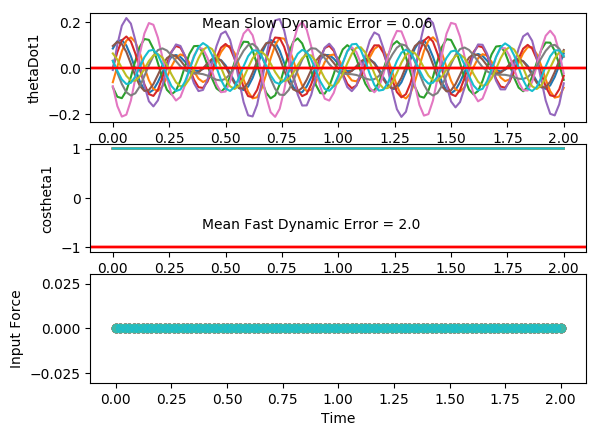 Mean Slow Dynamic Error = 0.06
thetaDot1
0.2
0.0
−0.2
0.00 0.25 0.50 0.75 1.00 1.25 1.50 1.75 2.00
costheta1
1
0
−1
Mean Fast Dynamic Error = 2.0
0.00 0.25 0.50 0.75 1.00 1.25 1.50 1.75 2.00
Input Force
0.025
0.000
−0.025
0.00 0.25 0.50 0.75 1.00 1.25 1.50 1.75 2.00
Time